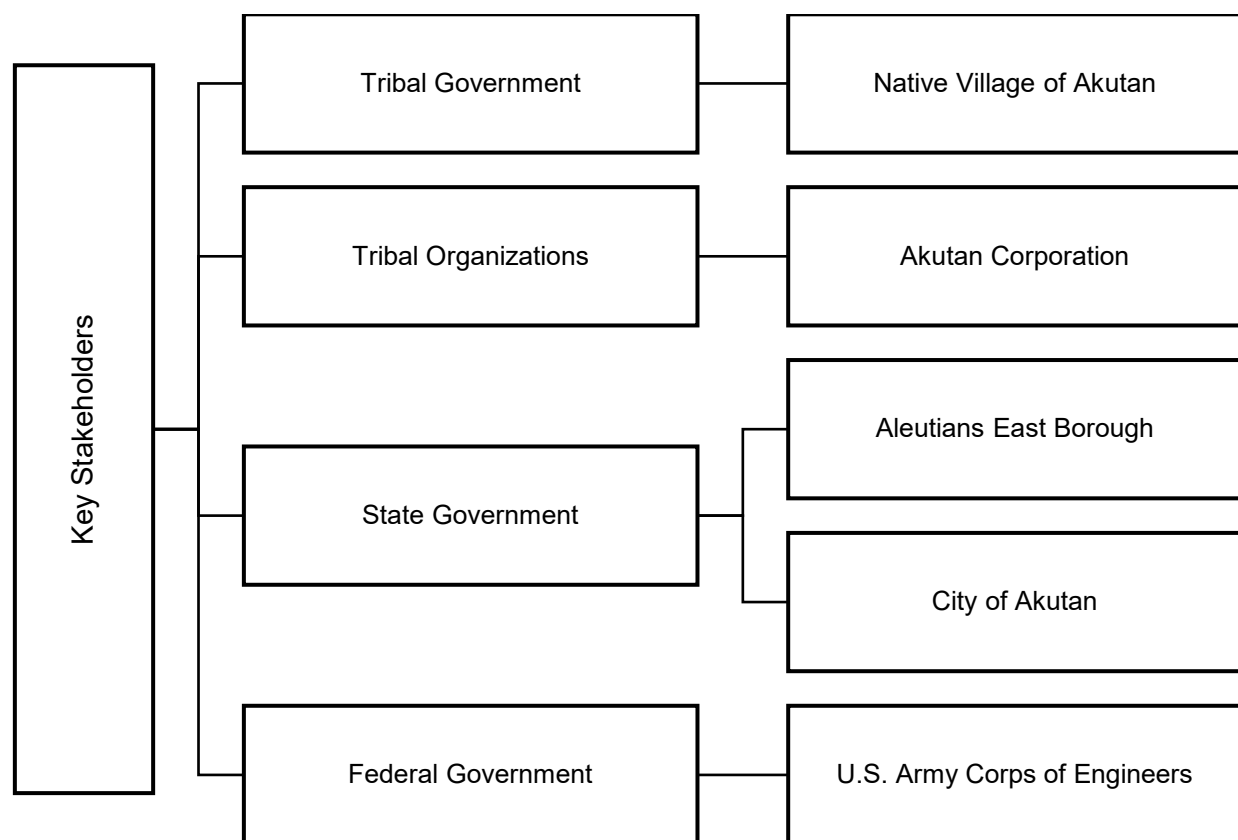 Key Stakeholders
Tribal Government
Native Village of Akutan
Tribal Organizations
Akutan Corporation
State Government
Aleutians East Borough
City of Akutan
Federal Government
U.S. Army Corps of Engineers